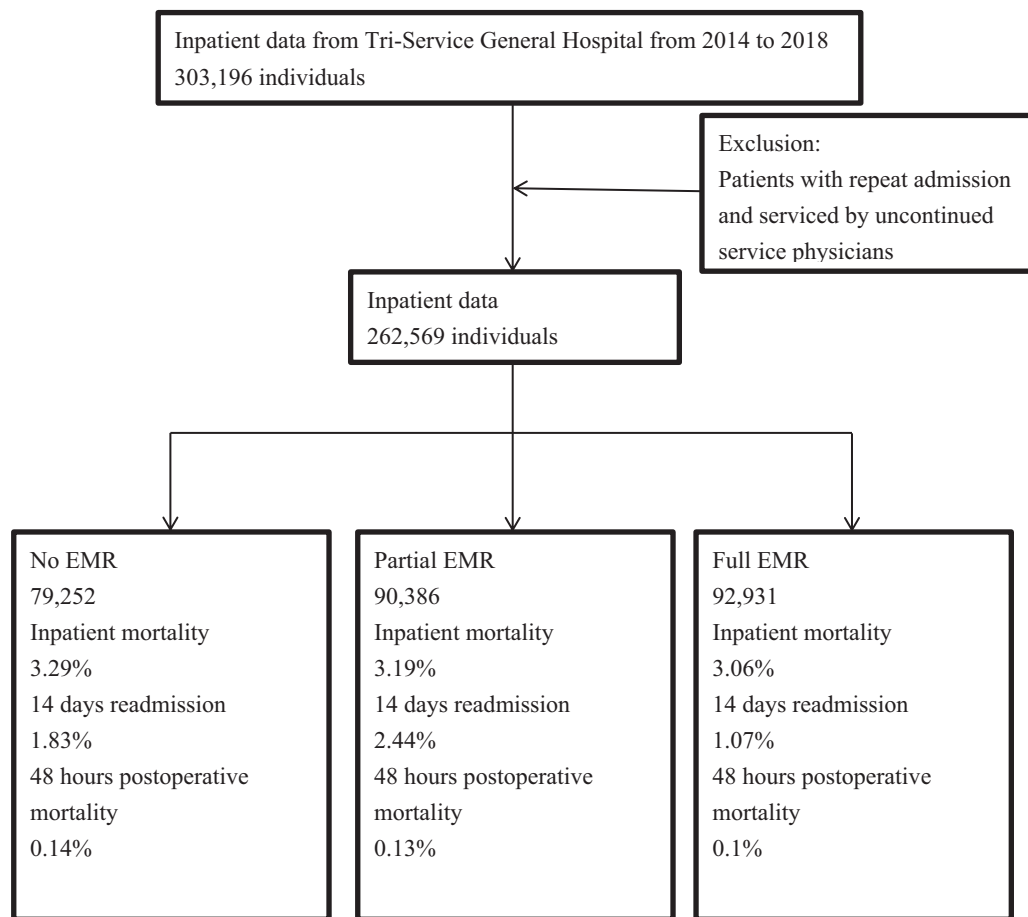 Inpatient data from Tri-Service General Hospital from 2014 to 2018
303,196 individuals
Exclusion:
Patients with repeat admission
and serviced by uncontinued
service physicians
Inpatient data
262,569 individuals
No EMR
79,252
Inpatient mortality
3.29%
14 days readmission
1.83%
48 hours postoperative
mortality
0.14%
Partial EMR
90,386
Inpatient mortality
3.19%
14 days readmission
2.44%
48 hours postoperative
mortality
0.13%
Full EMR
92,931
Inpatient mortality
3.06%
14 days readmission
1.07%
48 hours postoperative
mortality
0.1%